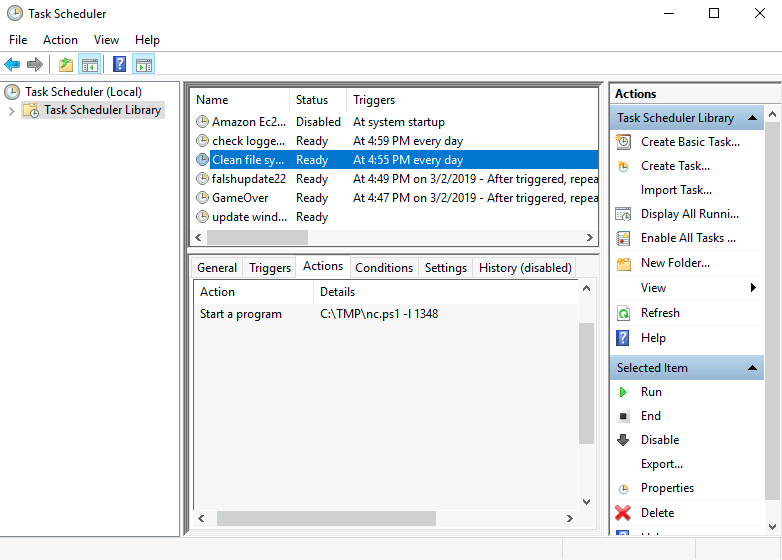 Task Scheduler
File Action View Help
Task Scheduler (Local)
Task Scheduler Library
Name Status Triggers
Amazon Ec2... Disabled At system startup
check logge... Ready At 4:59 PM every day
Clean file sy... Ready At 4:55 PM every day
falshupdate22 Ready At 4:49 PM on 3/2/2019 - After triggered, repea
GameOver Ready At 4:47 PM on 3/2/2019 - After triggered, repea
update wind... Ready
General Triggers Actions Conditions Settings History (disabled)
Action Details
Start a program C:\TMP\nc.ps1 -l 1348
Actions
Task Scheduler Library
Create Basic Task...
Create Task...
Import Task...
Display All Runni...
Enable All Tasks ...
New Folder...
View
Refresh
Help
Selected Item
Run
End
Disable
Export...
Properties
Delete